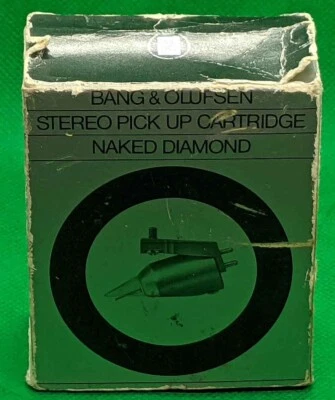 BANG & OLUFSEN
STEREO PICK UP CARTRIDGE
NAKED DIAMOND